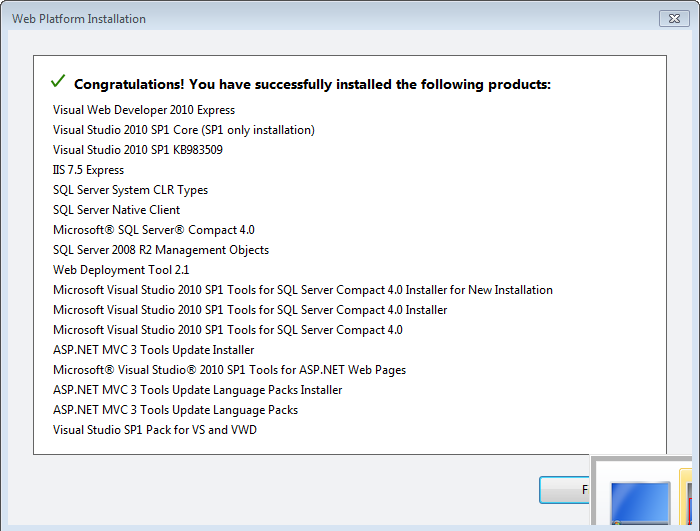 Web Platform Installation
Congratulations! You have successfully installed the following products:
Visual Web Developer 2010 Express
Visual Studio 2010 SP1 Core (SP1 only installation)
Visual Studio 2010 SP1 KB983509
IIS 7.5 Express
SQL Server System CLR Types
SQL Server Native Client
Microsoft® SQL Server® Compact 4.0
SQL Server 2008 R2 Management Objects
Web Deployment Tool 2.1
Microsoft Visual Studio 2010 SP1 Tools for SQL Server Compact 4.0 Installer for New Installation
Microsoft Visual Studio 2010 SP1 Tools for SQL Server Compact 4.0 Installer
Microsoft Visual Studio 2010 SP1 Tools for SQL Server Compact 4.0
ASP.NET MVC 3 Tools Update Installer
Microsoft® Visual Studio® 2010 SP1 Tools for ASP.NET Web Pages
ASP.NET MVC 3 Tools Update Language Packs Installer
ASP.NET MVC 3 Tools Update Language Packs
Visual Studio SP1 Pack for VS and VWD